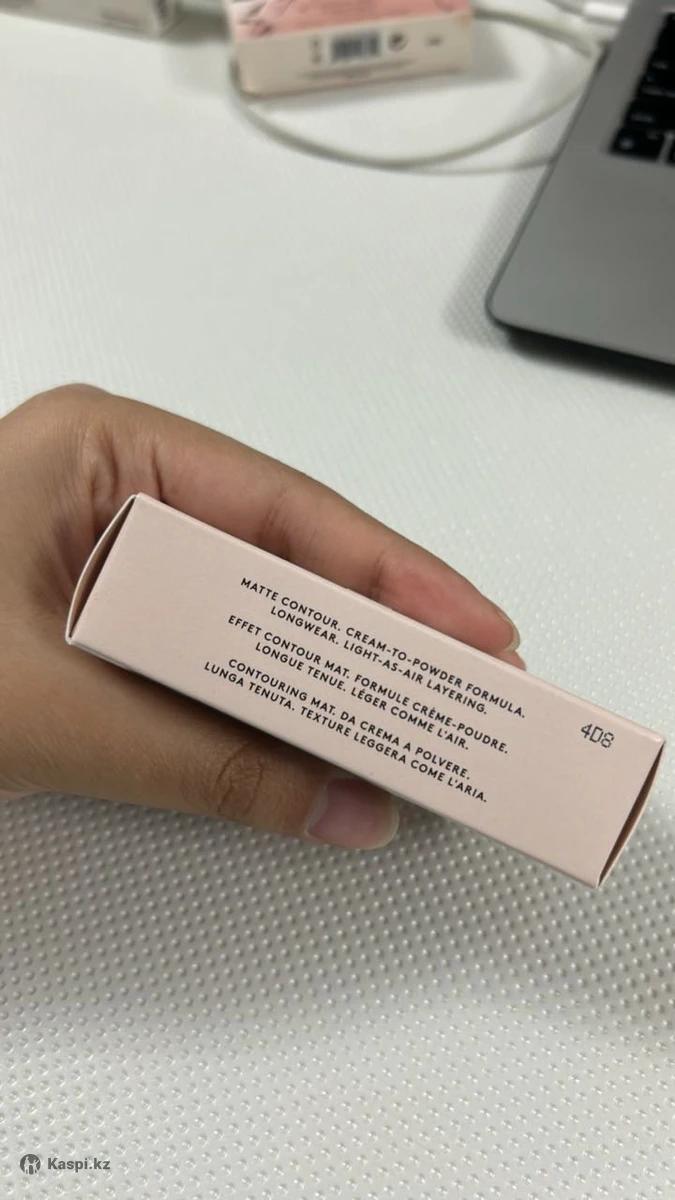 MATTE CONTOUR. CREAM-TO-POWDER FORMULA.
LONGWEAR. LIGHT-AS-AIR LAYERING.
EFFET CONTOUR MAT. FORMULE CRÈME-POUDRE.
LONGUE TENUE. LÉGER COMME L'AIR.
CONTOURING MAT. DA CREMA A POLVERE.
LUNGA TENUTA. TEXTURE LEGGERA COME L'ARIA.
4D8
Kaspi.kz